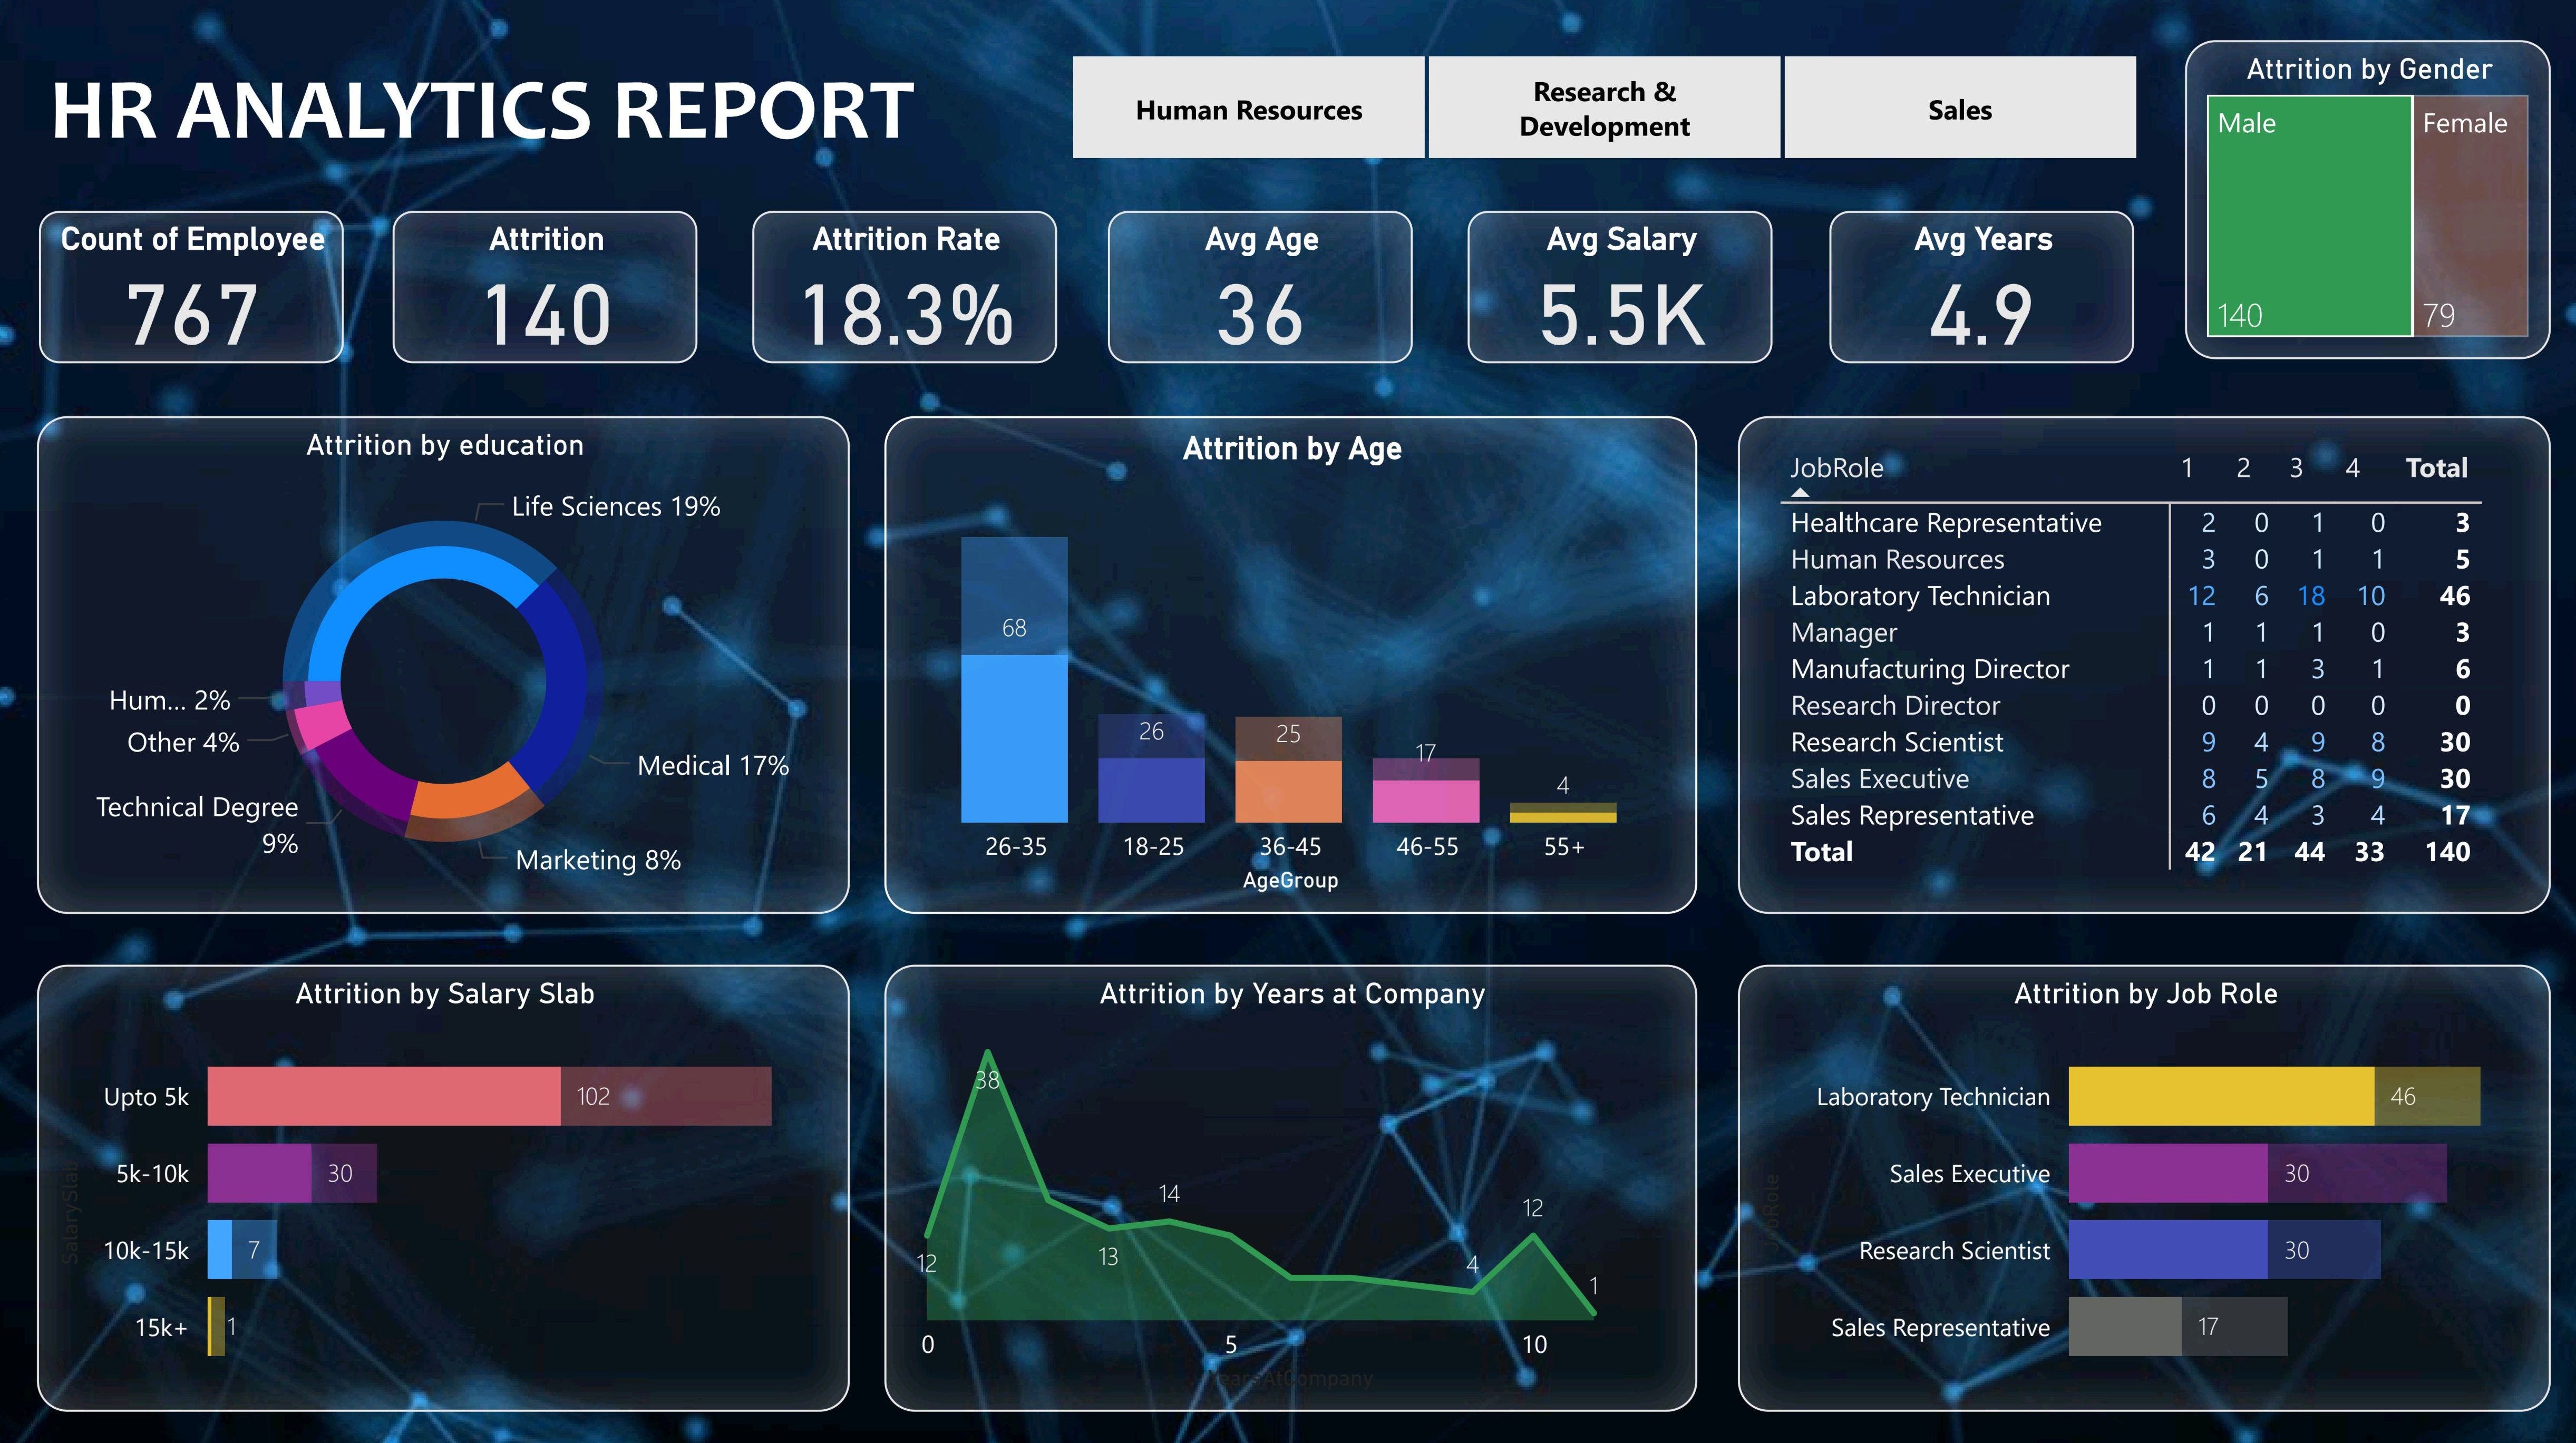 HR ANALYTICS REPORT
Human Resources
Research &
Development
Sales
Attrition by Gender
Male
Female
140
79
Count of Employee
767
Attrition
140
Attrition Rate
18.3%
Avg Age
36
Avg Salary
5.5K
Avg Years
4.9
Attrition by education
Life Sciences 19%
Hum... 2%
Other 4%
Medical 17%
Technical Degree
9%
Marketing 8%
Attrition by Age
68
26
25
17
4
26-35 18-25 36-45 46-55 55+
AgeGroup
JobRole 1 2 3 4 Total
Healthcare Representative 2 0 1 0 3
Human Resources 3 0 1 1 5
Laboratory Technician 12 6 18 10 46
Manager 1 1 1 0 3
Manufacturing Director 1 1 3 1 6
Research Director 0 0 0 0 0
Research Scientist 9 4 9 8 30
Sales Executive 8 5 8 9 30
Sales Representative 6 4 3 4 17
Total 42 21 44 33 140
Attrition by Salary Slab
SalarySlab
Upto 5k 102
5k-10k 30
10k-15k 7
15k+ 1
Attrition by Years at Company
38
14
12
13
12
4
1
0 5 10
YearsAtCompany
Attrition by Job Role
JobRole
Laboratory Technician 46
Sales Executive 30
Research Scientist 30
Sales Representative 17